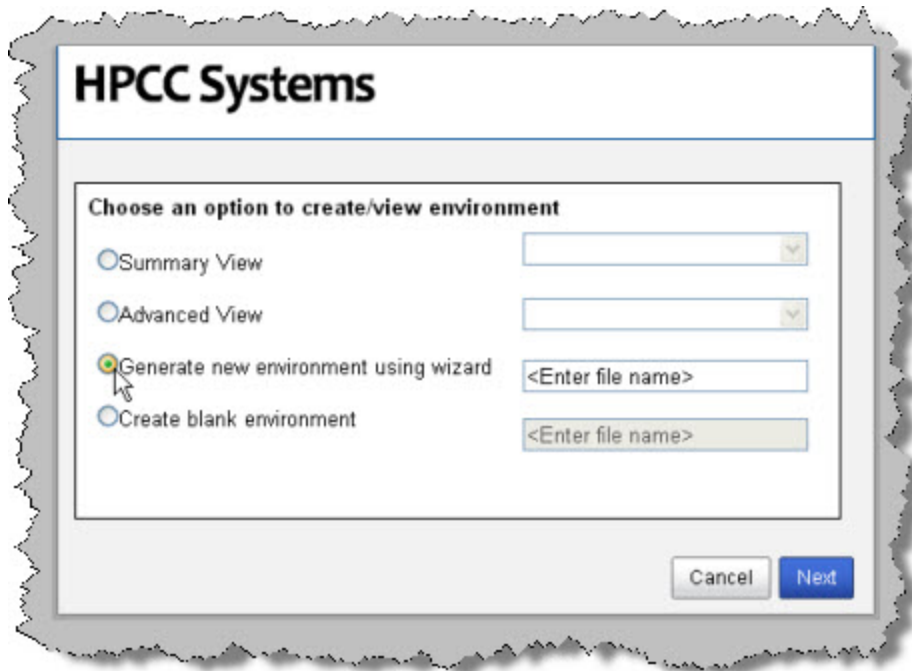 HPCC Systems
Choose an option to create/view environment
Summary View
Advanced View
Generate new environment using wizard
<Enter file name>
Create blank environment
<Enter file name>
Cancel
Next